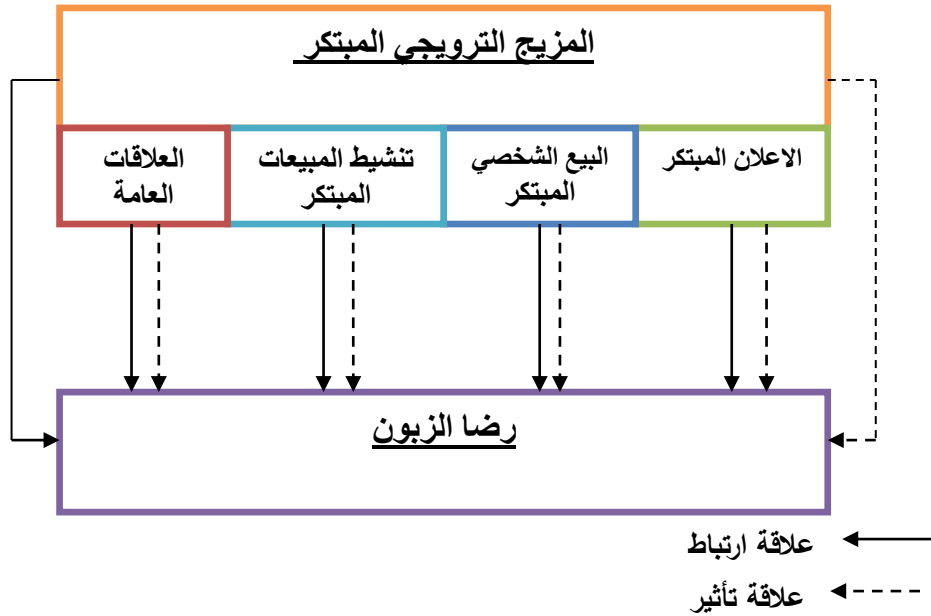 المزيج الترويجي المبتكر
الاعلان المبتكر
البيع الشخصي
المبتكر
تنشيط المبيعات
المبتكر
العلاقات
العامة
رضا الزبون
علاقة ارتباط
علاقة تأثير